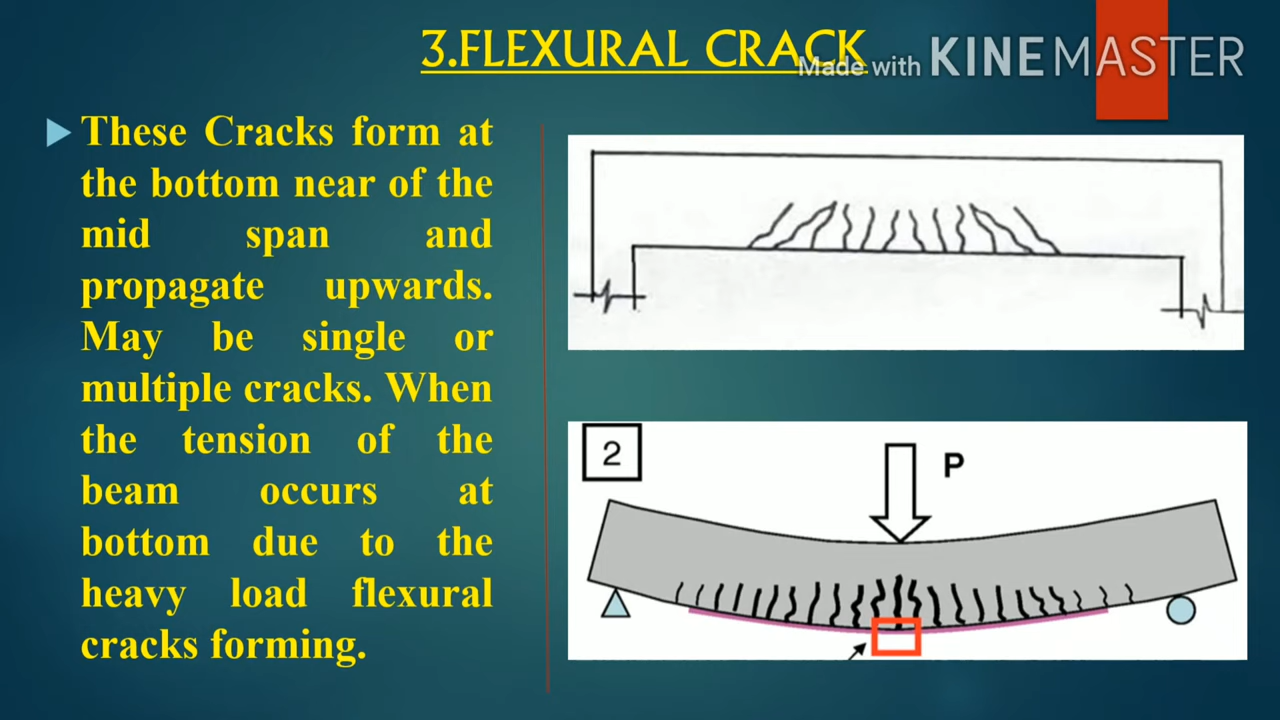 3.FLEXURAL CRACK
Made with KINEMASTER
These Cracks form at
the bottom near of the
mid span and
propagate upwards.
May be single or
multiple cracks. When
the tension of the
beam occurs at
bottom due to the
heavy load flexural
cracks forming.
2
P